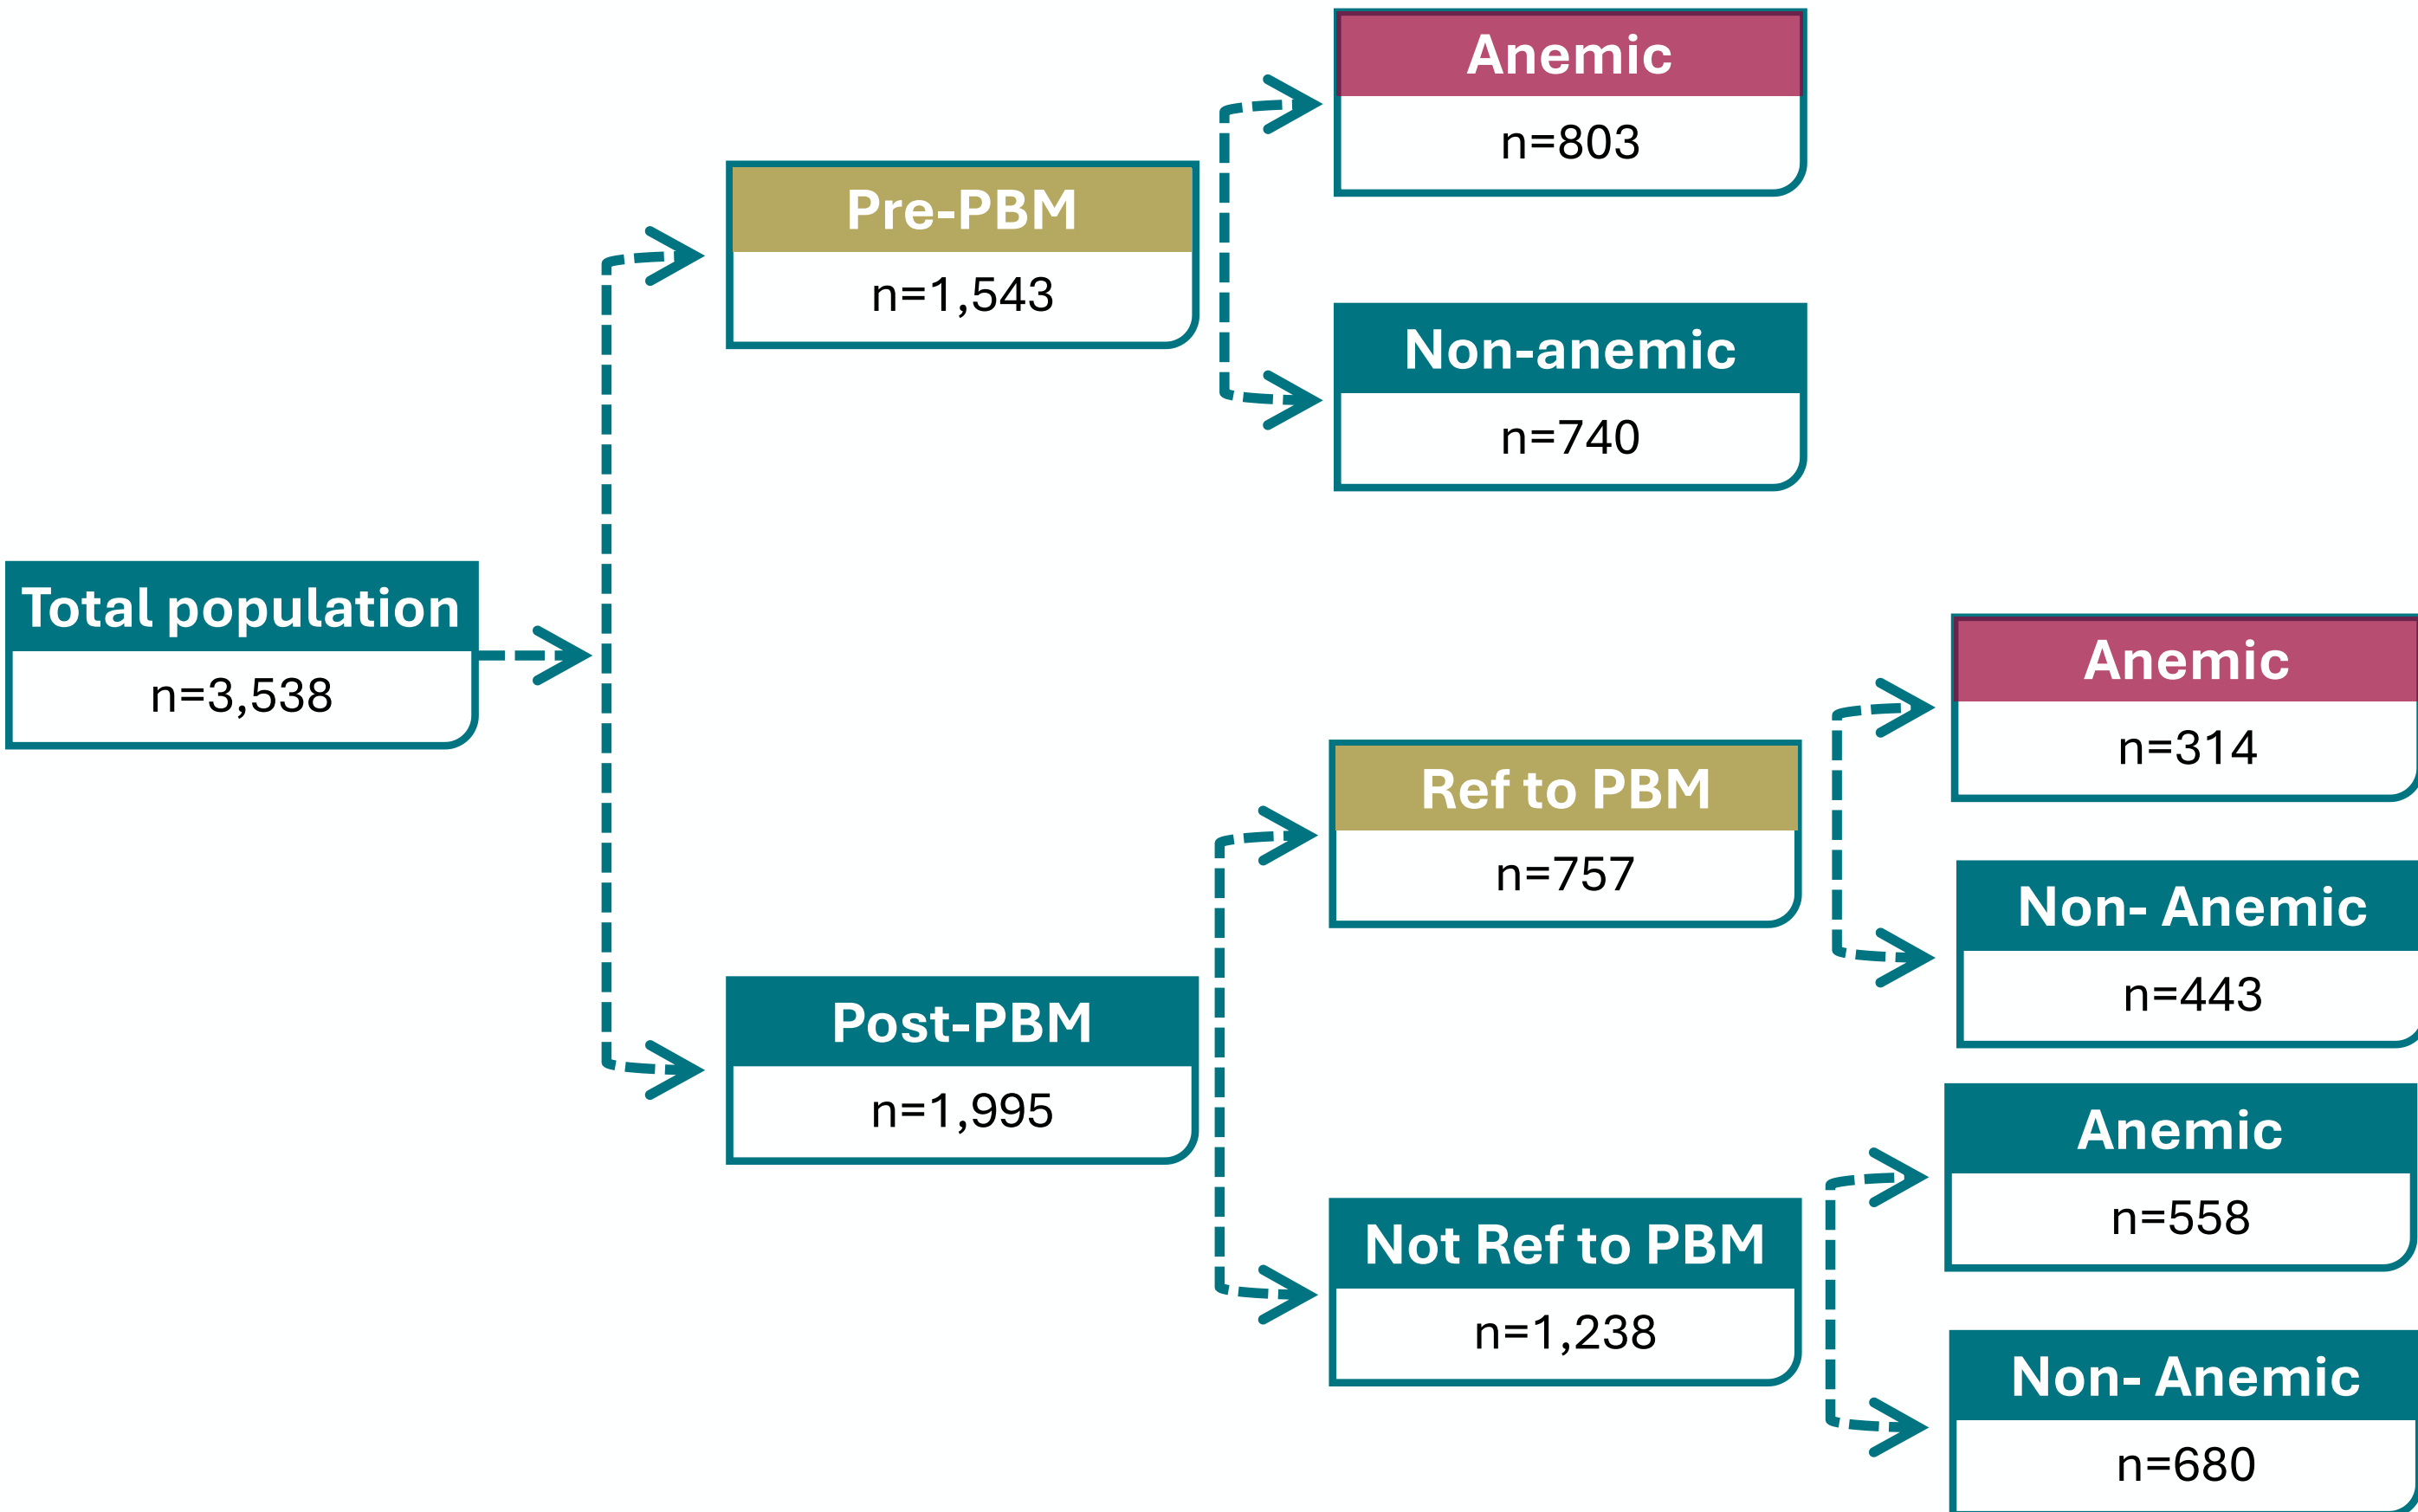 Anemic
n=803
Pre-PBM
n=1,543
Non-anemic
n=740
Total population
n=3,538
Anemic
n=314
Ref to PBM
n=757
Non- Anemic
n=443
Post-PBM
n=1,995
Anemic
n=558
Not Ref to PBM
n=1,238
Non- Anemic
n=680